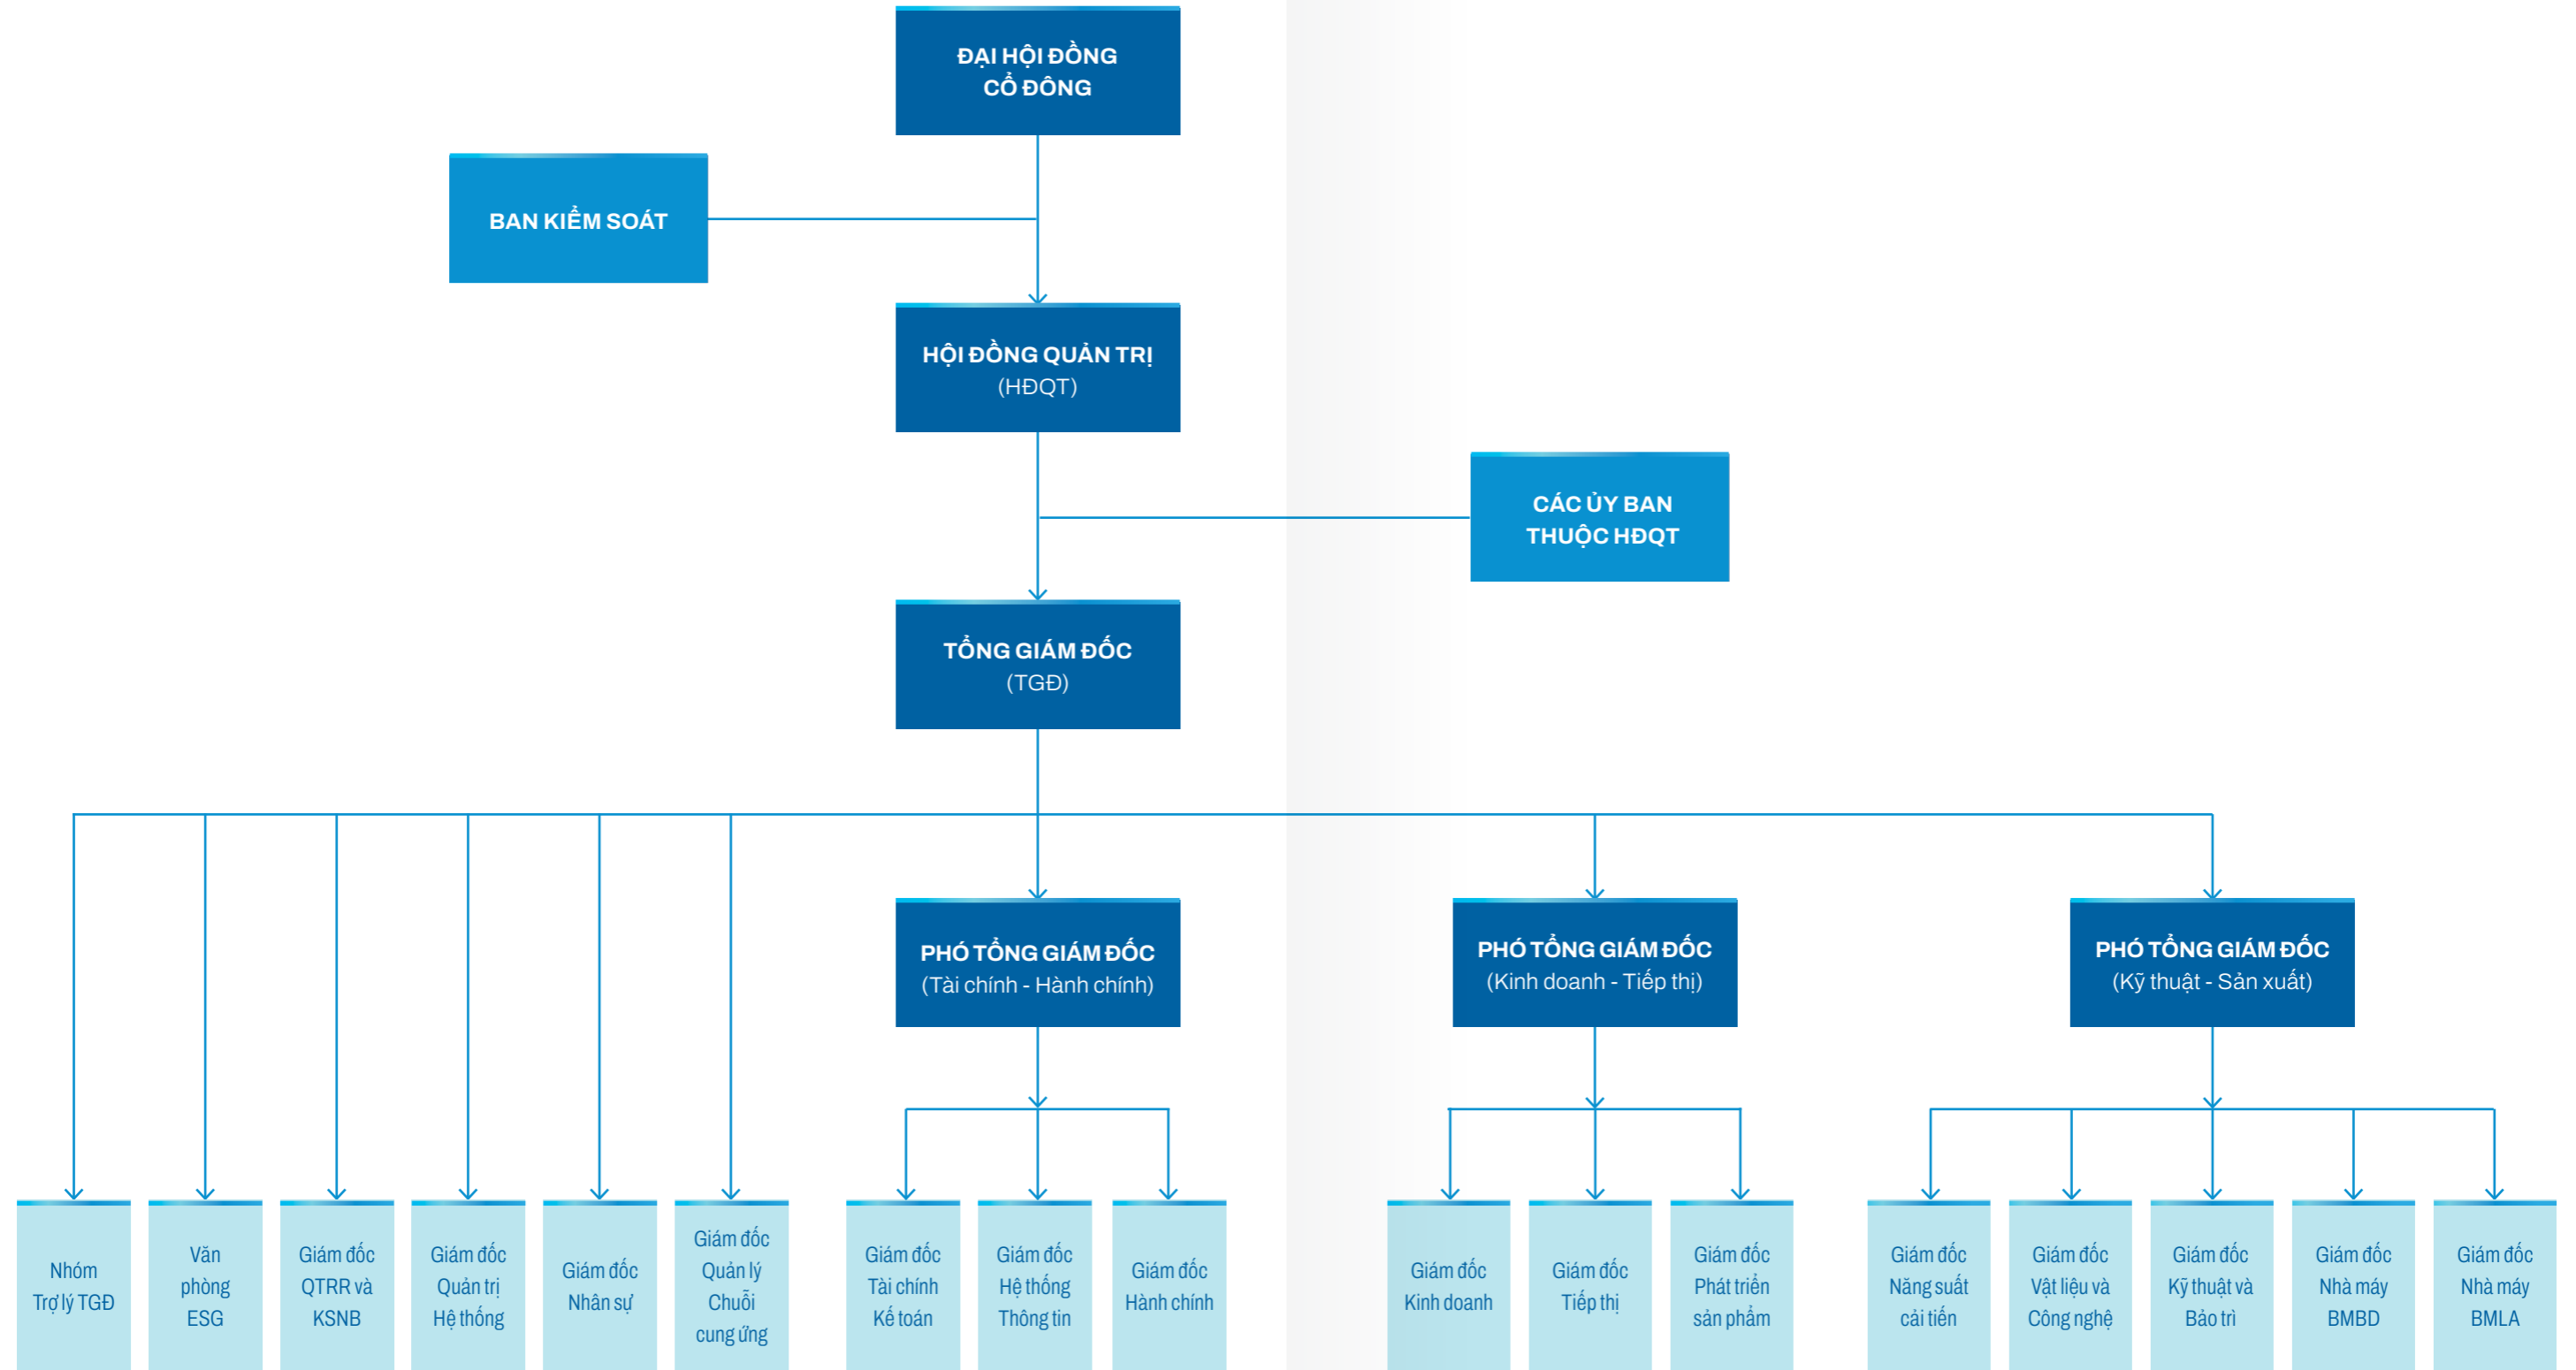 ĐẠI HỘI ĐỒNG
CỔ ĐÔNG
BAN KIỂM SOÁT
HỘI ĐỒNG QUẢN TRỊ
(HĐQT)
CÁC ỦY BAN
THUỘC HĐQT
TỔNG GIÁM ĐỐC
(TGĐ)
PHÓ TỔNG GIÁM ĐỐC
(Tài chính - Hành chính)
PHÓ TỔNG GIÁM ĐỐC
(Kinh doanh - Tiếp thị)
PHÓ TỔNG GIÁM ĐỐC
(Kỹ thuật - Sản xuất)
Nhóm
Trợ lý TGĐ
Văn
phòng
ESG
Giám đốc
QTRR và
KSNB
Giám đốc
Quản trị
Hệ thống
Giám đốc
Nhân sự
Giám đốc
Quản lý
Chuỗi
cung ứng
Giám đốc
Tài chính
Kế toán
Giám đốc
Hệ thống
Thông tin
Giám đốc
Hành chính
Giám đốc
Kinh doanh
Giám đốc
Tiếp thị
Giám đốc
Phát triển
sản phẩm
Giám đốc
Năng suất
cải tiến
Giám đốc
Vật liệu và
Công nghệ
Giám đốc
Kỹ thuật và
Bảo trì
Giám đốc
Nhà máy
BMBD
Giám đốc
Nhà máy
BMLA